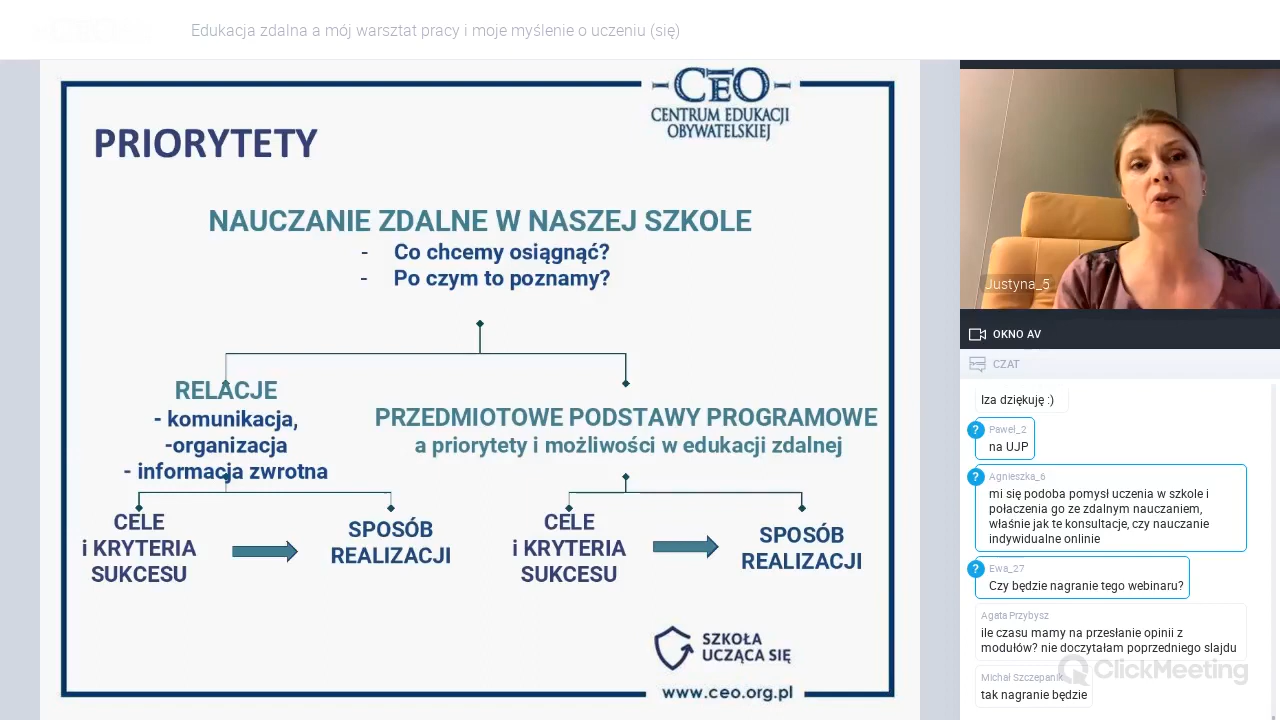 Edukacja zdalna a mój warsztat pracy i moje myślenie o uczeniu (się)
CEO
CENTRUM EDUKACJI
OBYWATELSKIEJ
PRIORYTETY
NAUCZANIE ZDALNE W NASZEJ SZKOLE
- Co chcemy osiągnąć?
- Po czym to poznamy?
RELACJE
- komunikacja,
-organizacja
- informacja zwrotna
PRZEDMIOTOWE PODSTAWY PROGRAMOWE
a priorytety i możliwości w edukacji zdalnej
CELE
i KRYTERIA
SUKCESU
SPOSÓB
REALIZACJI
CELE
i KRYTERIA
SUKCESU
SPOSÓB
REALIZACJI
SZKOŁA
UCZĄCA SIĘ
www.ceo.org.pl
Justyna_5
OKNO AV
CZAT
Iza dziękuję :)
Paweł_2
na UJP
Agnieszka_6
mi się podoba pomysł uczenia w szkole i
połaczenia go ze zdalnym nauczaniem,
właśnie jak te konsultacje, czy nauczanie
indywidualne onlinie
Ewa_27
Czy będzie nagranie tego webinaru?
Agata Przybysz
ile czasu mamy na przesłanie opinii z
modułów? nie doczytałam poprzedniego slajdu
Michał Szczepanik
tak nagranie będzie
ClickMeeting